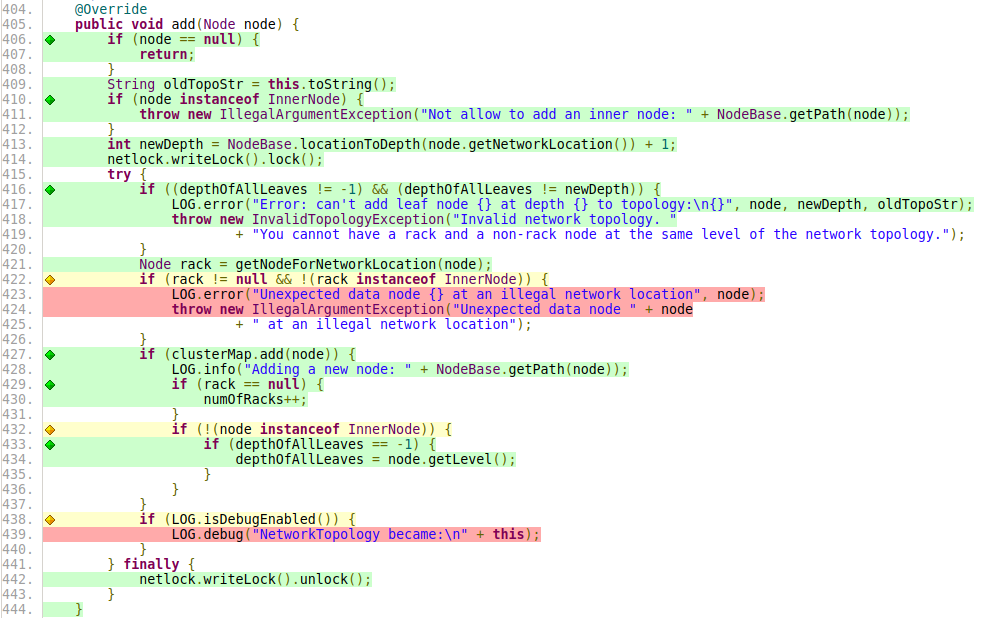 404.     @Override
405.     public void add(Node node) {
406.         if (node == null) {
407.             return;
408.         }
409.         String oldTopoStr = this.toString();
410.         if (node instanceof InnerNode) {
411.             throw new IllegalArgumentException("Not allow to add an inner node: " + NodeBase.getPath(node));
412.         }
413.         int newDepth = NodeBase.locationToDepth(node.getNetworkLocation()) + 1;
414.         netlock.writeLock().lock();
415.         try {
416.             if ((depthOfAllLeaves != -1) && (depthOfAllLeaves != newDepth)) {
417.                 LOG.error("Error: can't add leaf node {} at depth {} to topology:\n{}", node, newDepth, oldTopoStr);
418.                 throw new InvalidTopologyException("Invalid network topology. "
419.                         + "You cannot have a rack and a non-rack node at the same level of the network topology.");
420.             }
421.             Node rack = getNodeForNetworkLocation(node);
422.             if (rack != null && !(rack instanceof InnerNode)) {
423.                 LOG.error("Unexpected data node {} at an illegal network location", node);
424.                 throw new IllegalArgumentException("Unexpected data node " + node
425.                         + " at an illegal network location");
426.             }
427.             if (clusterMap.add(node)) {
428.                 LOG.info("Adding a new node: " + NodeBase.getPath(node));
429.                 if (rack == null) {
430.                     numOfRacks++;
431.                 }
432.                 if (!(node instanceof InnerNode)) {
433.                     if (depthOfAllLeaves == -1) {
434.                         depthOfAllLeaves = node.getLevel();
435.                     }
436.                 }
437.             }
438.             if (LOG.isDebugEnabled()) {
439.                 LOG.debug("NetworkTopology became:\n" + this);
440.             }
441.         } finally {
442.             netlock.writeLock().unlock();
443.         }
444.     }